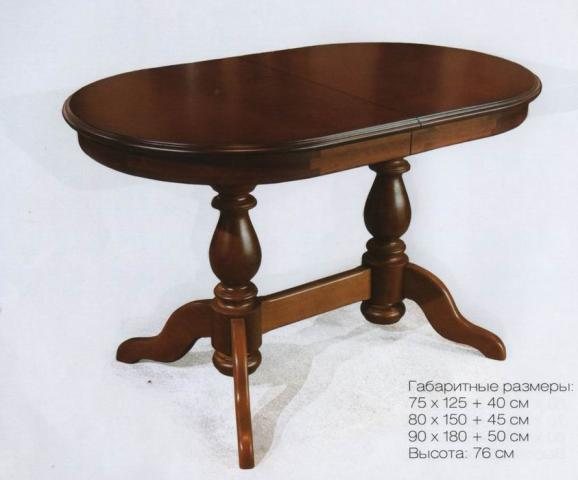 Габаритные размеры:
75 х 125 + 40 см
80 х 150 + 45 см
90 х 180 + 50 см
Высота: 76 см